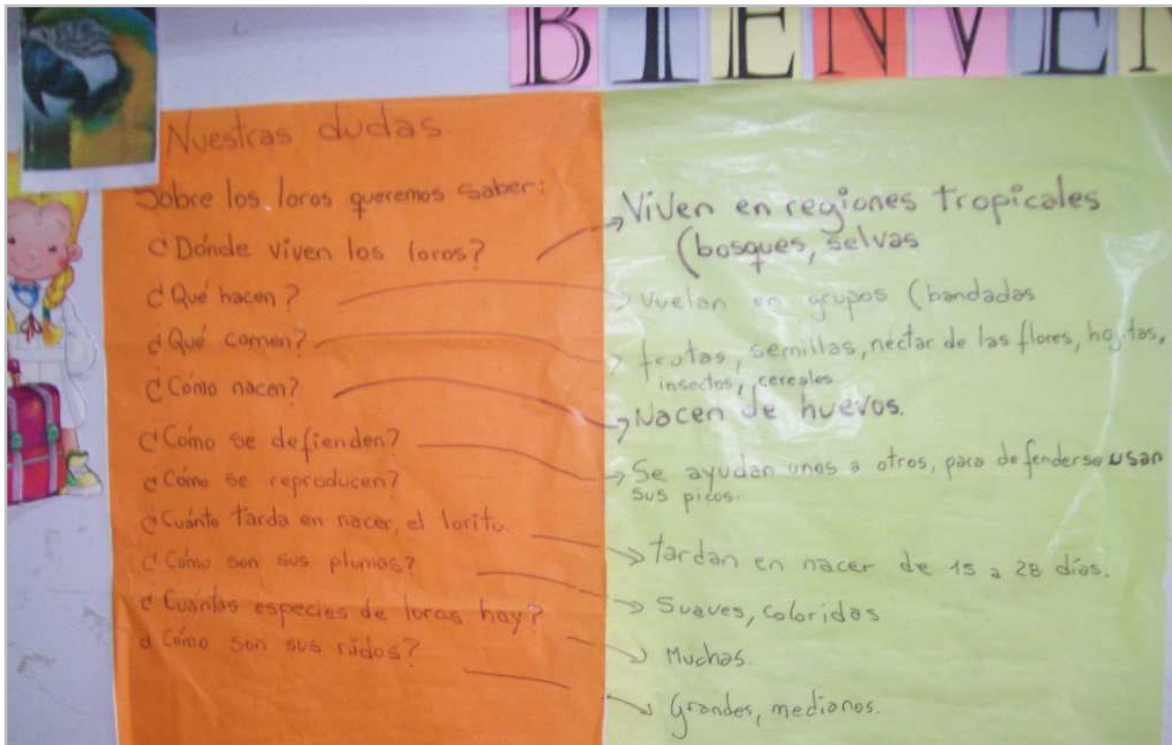 BIENVE
Nuestras dudas
Sobre los loros queremos saber:
¿Dónde viven los loros?
¿Qué hacen?
¿Qué comen?
¿Cómo nacen?
¿Cómo se defienden?
¿Cómo se reproducen?
¿Cuánto tarda en nacer, el lorito.
¿Cómo son sus plumas?
¿Cuántas especies de loros hay?
¿Cómo son sus nidos?
Viven en regiones tropicales
(bosques, selvas
Vuelan en grupos (bandadas
frutas, semillas, néctar de las flores, hojitas,
insectos, cereales
Nacen de huevos.
Se ayudan unos a otros, para defenderse usan
sus picos.
tardan en nacer de 15 a 28 días.
Suaves, coloridas
Muchas.
Grandes, medianos.